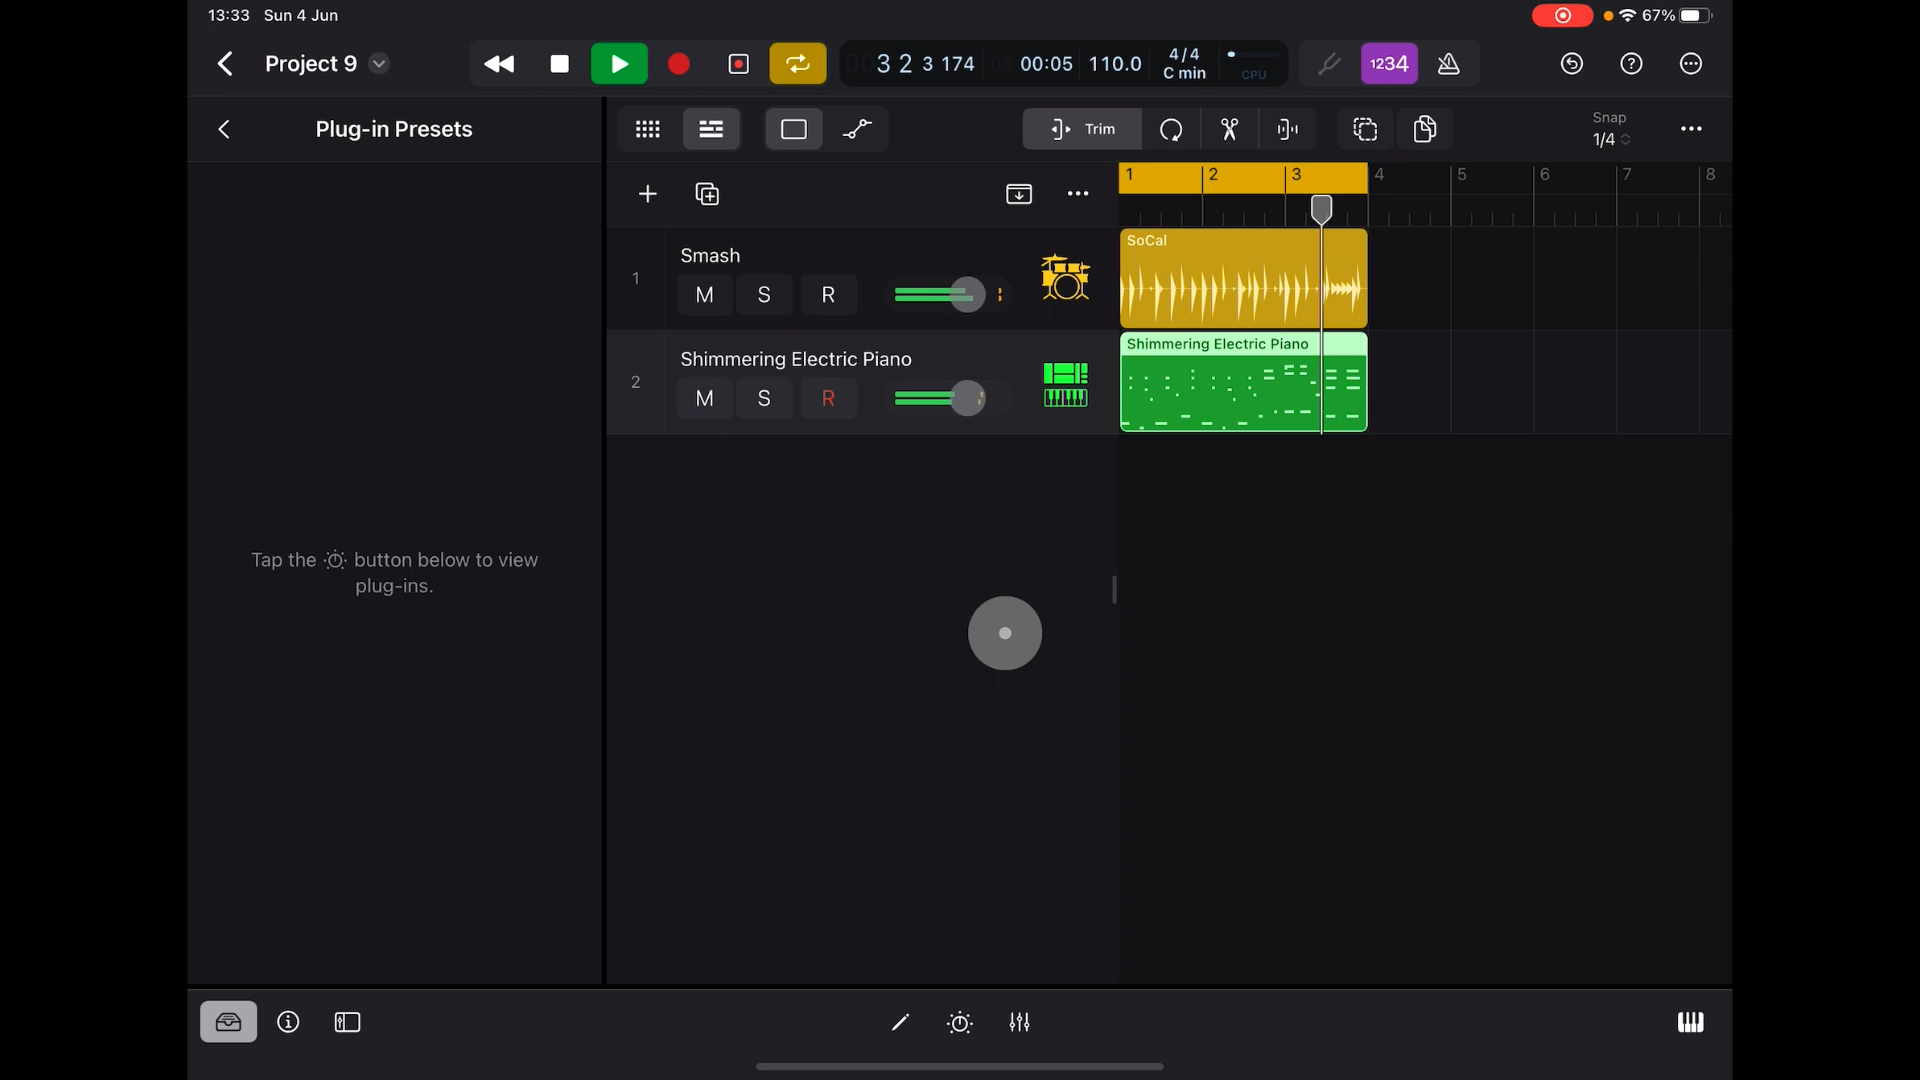 13:33 Sun 4 Jun
67%
Project 9
3 2 3 174
00:05
110.0
4/4
C min
CPU
1234
Plug-in Presets
Trim
Snap
1/4
1 2 3 4 5 6 7 8
1
Smash
M S R
SoCal
2
Shimmering Electric Piano
M S R
Shimmering Electric Piano
Tap the button below to view
plug-ins.